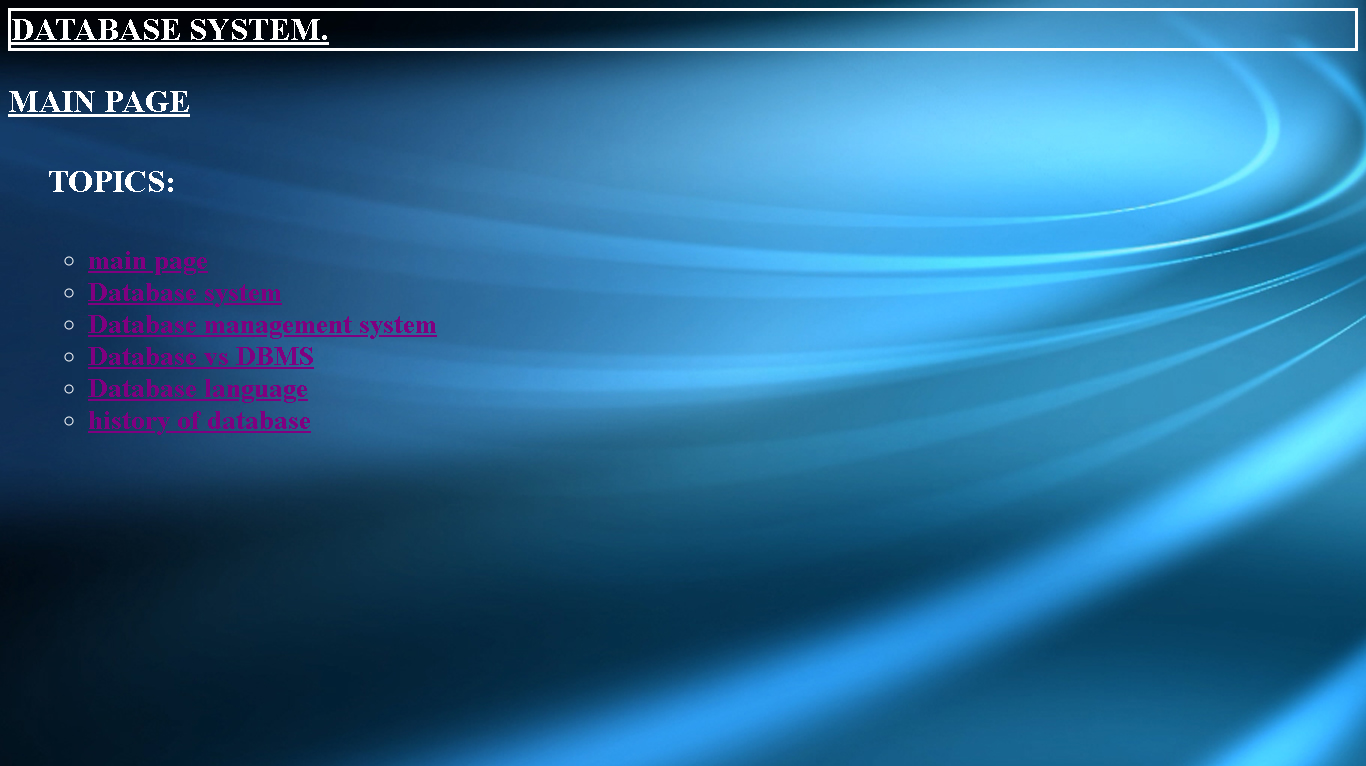 DATABASE SYSTEM.
MAIN PAGE
TOPICS:
main page
Database system
Database management system
Database vs DBMS
Database language
history of database